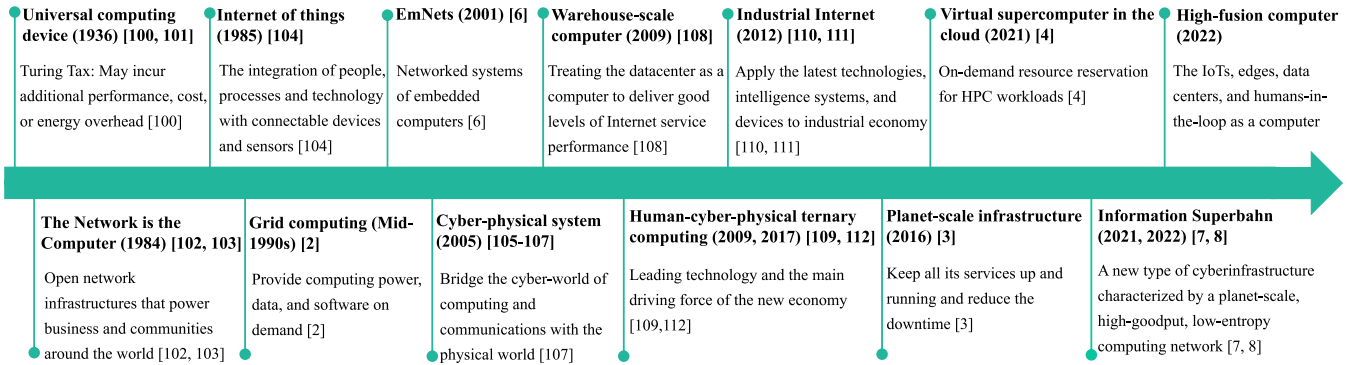 Universal computing
device (1936) [100, 101]
Turing Tax: May incur
additional performance, cost,
or energy overhead [100]
Internet of things
(1985) [104]
The integration of people,
processes and technology
with connectable devices
and sensors [104]
EmNets (2001) [6]
Networked systems
of embedded
computers [6]
Warehouse-scale
computer (2009) [108]
Treating the datacenter as a
computer to deliver good
levels of Internet service
performance [108]
Industrial Internet
(2012) [110, 111]
Apply the latest technologies,
intelligence systems, and
devices to industrial economy
[110, 111]
Virtual supercomputer in the
cloud (2021) [4]
On-demand resource reservation
for HPC workloads [4]
High-fusion computer
(2022)
The IoTs, edges, data
centers, and humans-in-
the-loop as a computer
The Network is the
Computer (1984) [102, 103]
Open network
infrastructures that power
business and communities
around the world [102, 103]
Grid computing (Mid-
1990s) [2]
Provide computing power,
data, and software on
demand [2]
Cyber-physical system
(2005) [105-107]
Bridge the cyber-world of
computing and
communications with the
physical world [107]
Human-cyber-physical ternary
computing (2009, 2017) [109, 112]
Leading technology and the main
driving force of the new economy
[109,112]
Planet-scale infrastructure
(2016) [3]
Keep all its services up and
running and reduce the
downtime [3]
Information Superbahn
(2021, 2022) [7, 8]
A new type of cyberinfrastructure
characterized by a planet-scale,
high-goodput, low-entropy
computing network [7, 8]